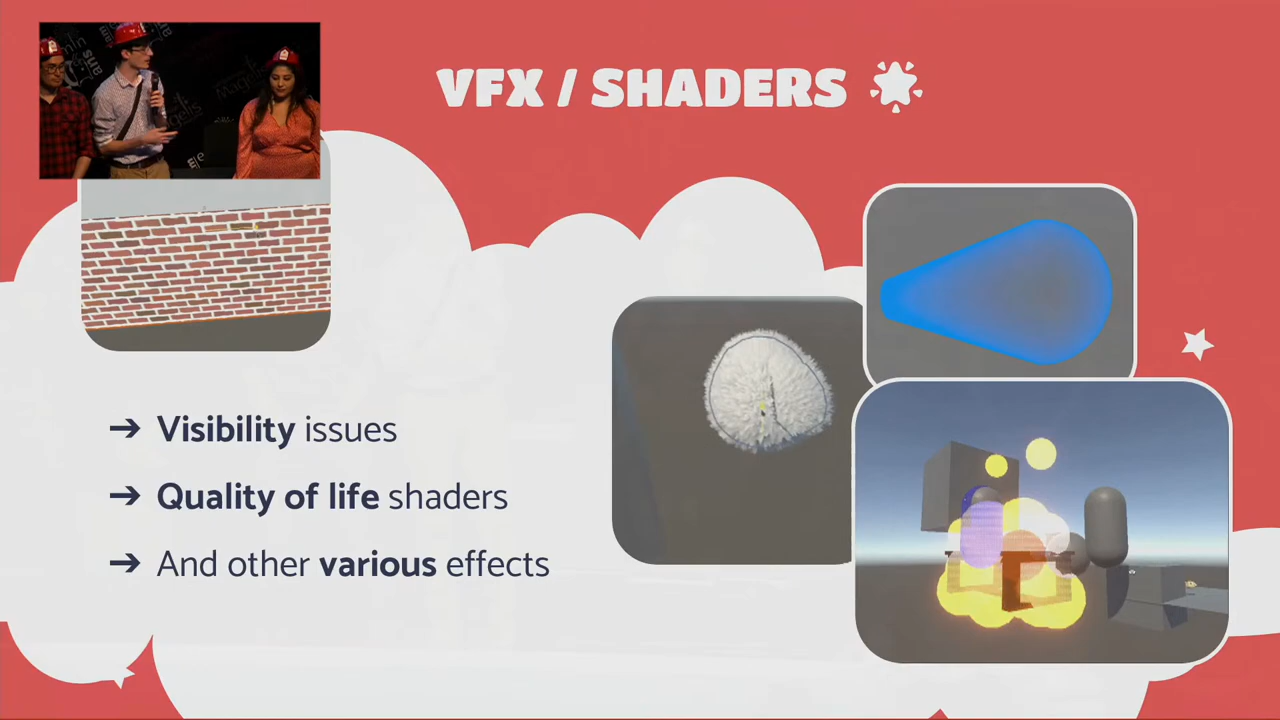 VFX / SHADERS
➔ Visibility issues
➔ Quality of life shaders
➔ And other various effects